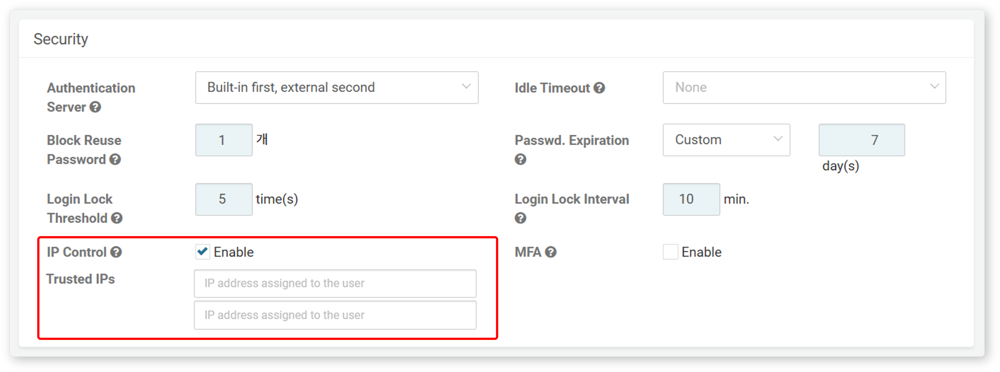 Security
Authentication
Server
Built-in first, external second
Idle Timeout
None
Block Reuse
Password
1 개
Passwd. Expiration
Custom
7
day(s)
Login Lock
Threshold
5 time(s)
Login Lock Interval
10 min.
IP Control
Enable
MFA
Enable
Trusted IPs
IP address assigned to the user
IP address assigned to the user